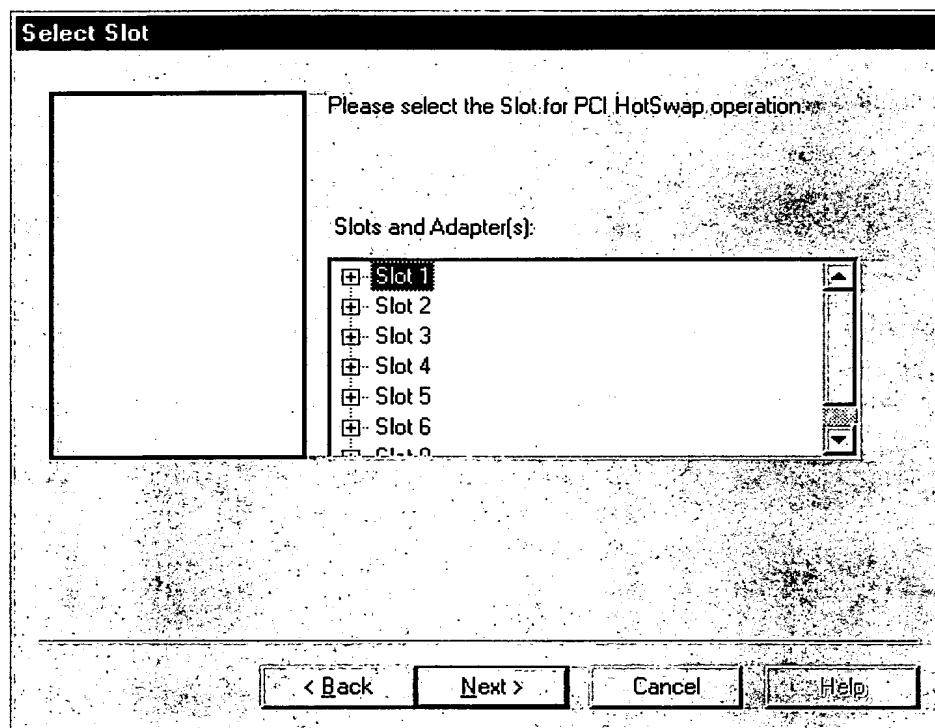 Select Slot
Please select the Slot for PCI HotSwap operation.
Slots and Adapter(s):
Slot 1
Slot 2
Slot 3
Slot 4
Slot 5
Slot 6
< Back
Next >
Cancel
Help